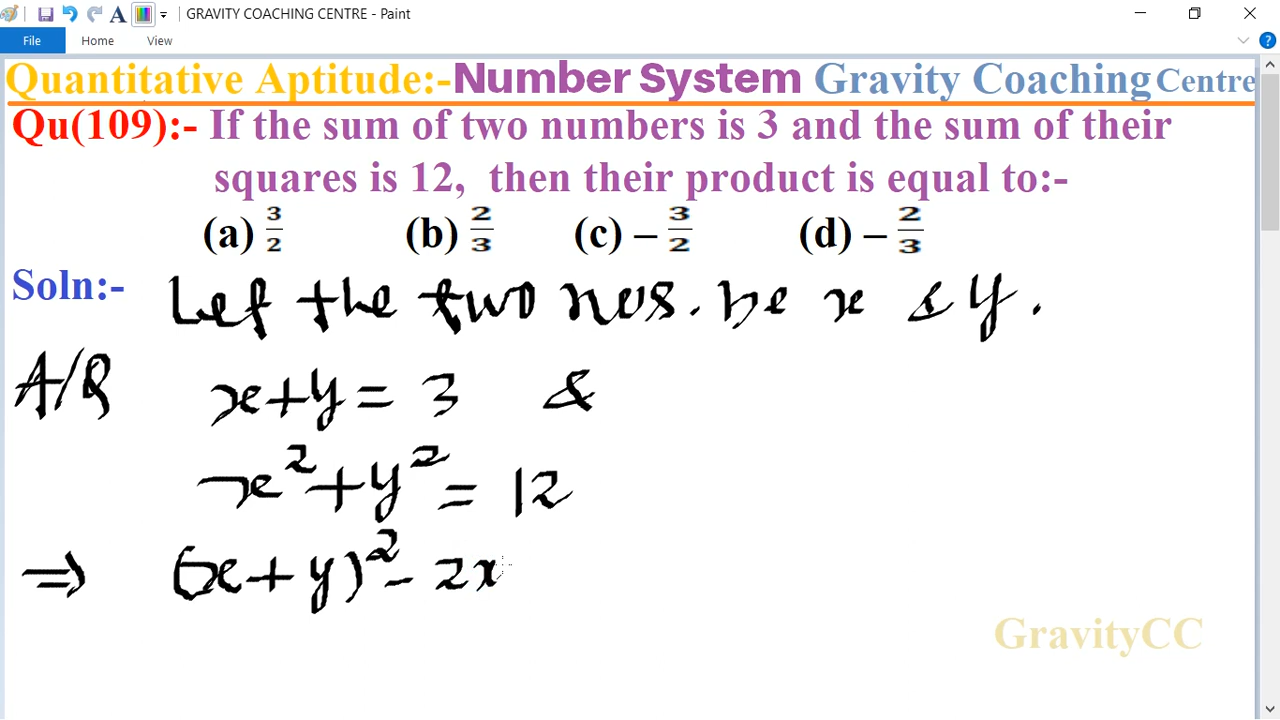 GRAVITY COACHING CENTRE - Paint
File Home View
Quantitative Aptitude:-Number System Gravity Coaching Centre
Qu(109):- If the sum of two numbers is 3 and the sum of their
squares is 12, then their product is equal to:-
(a) 3/2 (b) 2/3 (c) – 3/2 (d) – 2/3
Soln:- Let the two nos. be x & y.
A/Q x+y = 3 &
x² + y² = 12
⇒ (x + y)² - 2x
GravityCC